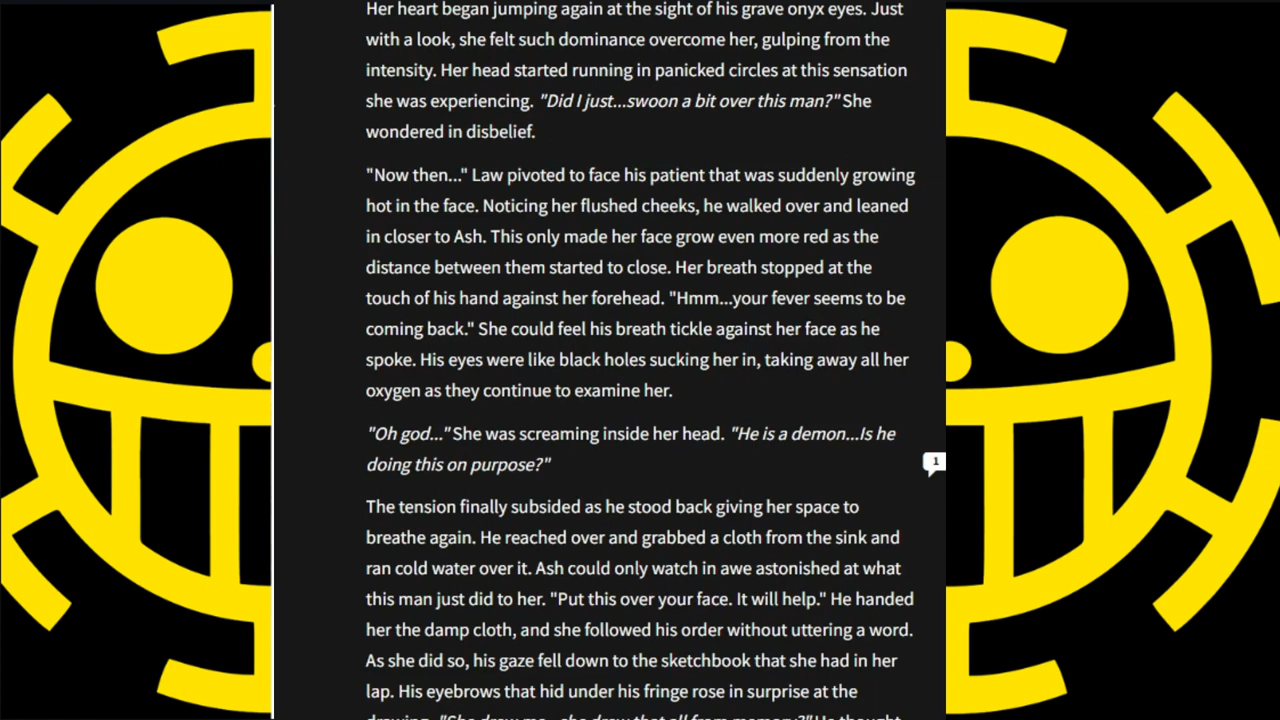 Her heart began jumping again at the sight of his grave onyx eyes. Just
with a look, she felt such dominance overcome her, gulping from the
intensity. Her head started running in panicked circles at this sensation
she was experiencing. "Did I just...swoon a bit over this man?" She
wondered in disbelief.
"Now then..." Law pivoted to face his patient that was suddenly growing
hot in the face. Noticing her flushed cheeks, he walked over and leaned
in closer to Ash. This only made her face grow even more red as the
distance between them started to close. Her breath stopped at the
touch of his hand against her forehead. "Hmm...your fever seems to be
coming back." She could feel his breath tickle against her face as he
spoke. His eyes were like black holes sucking her in, taking away all her
oxygen as they continue to examine her.
"Oh god..." She was screaming inside her head. "He is a demon...Is he
doing this on purpose?"
1
The tension finally subsided as he stood back giving her space to
breathe again. He reached over and grabbed a cloth from the sink and
ran cold water over it. Ash could only watch in awe astonished at what
this man just did to her. "Put this over your face. It will help." He handed
her the damp cloth, and she followed his order without uttering a word.
As she did so, his gaze fell down to the sketchbook that she had in her
lap. His eyebrows that hid under his fringe rose in surprise at the
drawing. "She drew me...she drew that all from memory?" He thought